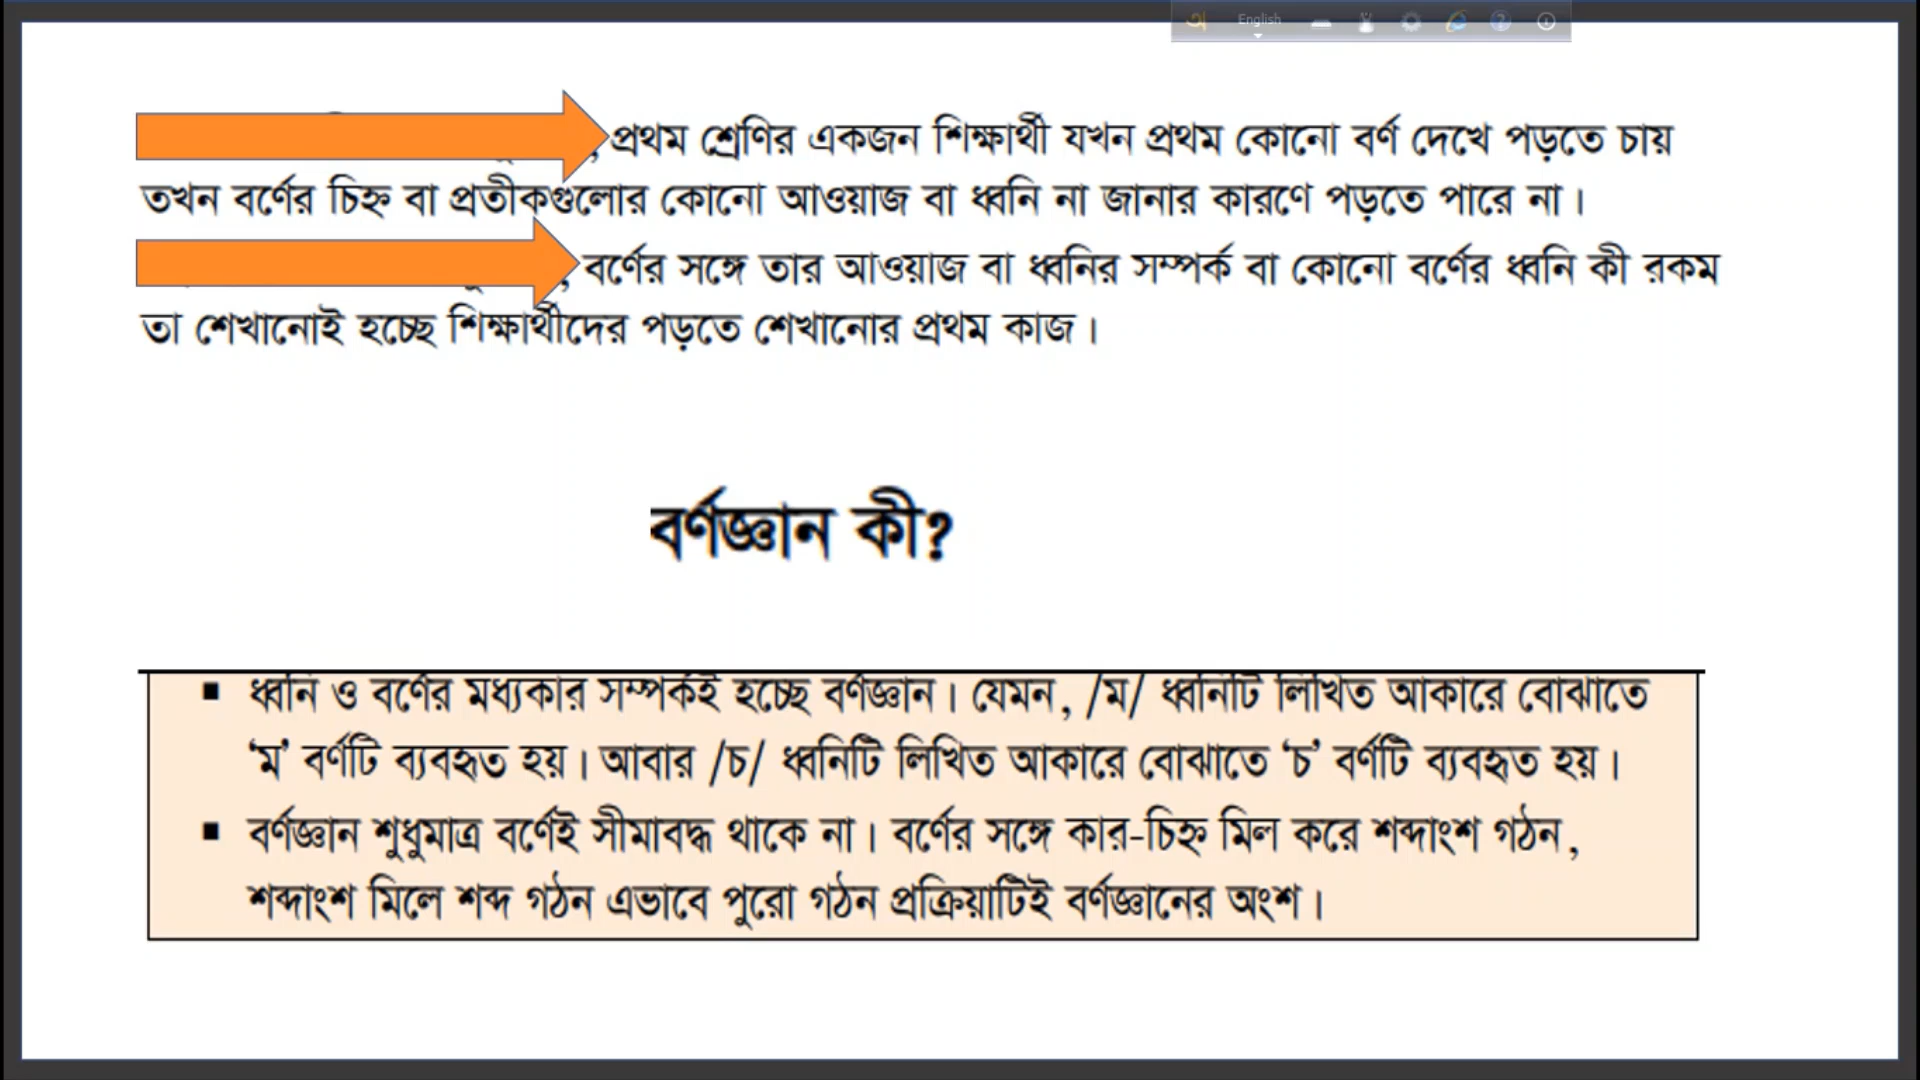 English
প্রথম শ্রেণির একজন শিক্ষার্থী যখন প্রথম কোনো বর্ণ দেখে পড়তে চায়
তখন বর্ণের চিহ্ন বা প্রতীকগুলোর কোনো আওয়াজ বা ধ্বনি না জানার কারণে পড়তে পারে না।
বর্ণের সঙ্গে তার আওয়াজ বা ধ্বনির সম্পর্ক বা কোনো বর্ণের ধ্বনি কী রকম
তা শেখানোই হচ্ছে শিক্ষার্থীদের পড়তে শেখানোর প্রথম কাজ।
বর্ণজ্ঞান কী?
▪ ধ্বনি ও বর্ণের মধ্যকার সম্পর্কই হচ্ছে বর্ণজ্ঞান। যেমন, /ম/ ধ্বনিটি লিখিত আকারে বোঝাতে
‘ম’ বর্ণটি ব্যবহৃত হয়। আবার /চ/ ধ্বনিটি লিখিত আকারে বোঝাতে ‘চ’ বর্ণটি ব্যবহৃত হয়।
▪ বর্ণজ্ঞান শুধুমাত্র বর্ণেই সীমাবদ্ধ থাকে না। বর্ণের সঙ্গে কার-চিহ্ন মিল করে শব্দাংশ গঠন,
শব্দাংশ মিলে শব্দ গঠন এভাবে পুরো গঠন প্রক্রিয়াটিই বর্ণজ্ঞানের অংশ।